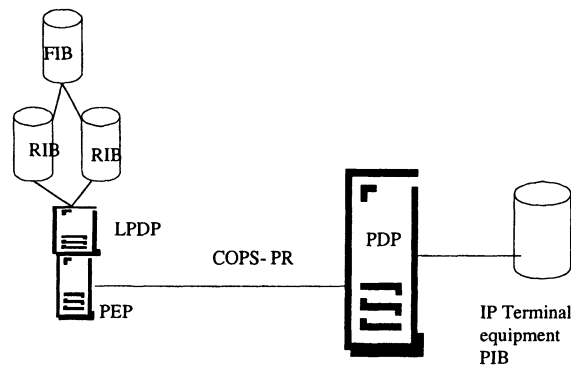 FIB
RIB
RIB
LPDP
COPS- PR
PDP
PEP
IP Terminal
equipment
PIB